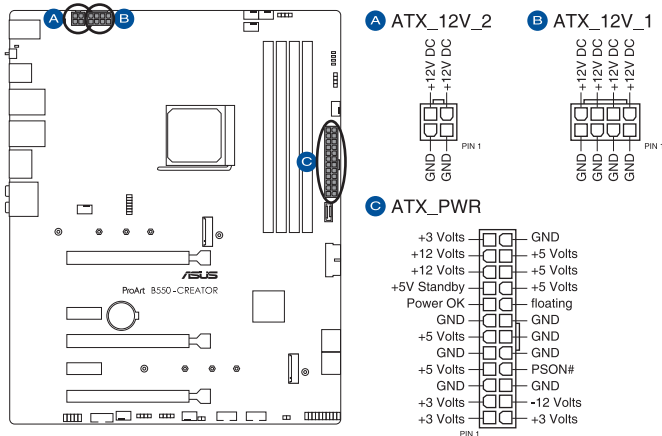 A B
C
ASUS
ProArt B550-CREATOR
A ATX_12V_2
+12V DC
+12V DC
GND
GND
PIN 1
B ATX_12V_1
+12V DC
+12V DC
+12V DC
+12V DC
GND
GND
GND
GND
PIN 1
C ATX_PWR
+3 Volts GND
+12 Volts +5 Volts
+12 Volts +5 Volts
+5V Standby +5 Volts
Power OK floating
GND GND
+5 Volts GND
GND GND
+5 Volts PSON#
GND GND
+3 Volts -12 Volts
+3 Volts +3 Volts
PIN 1